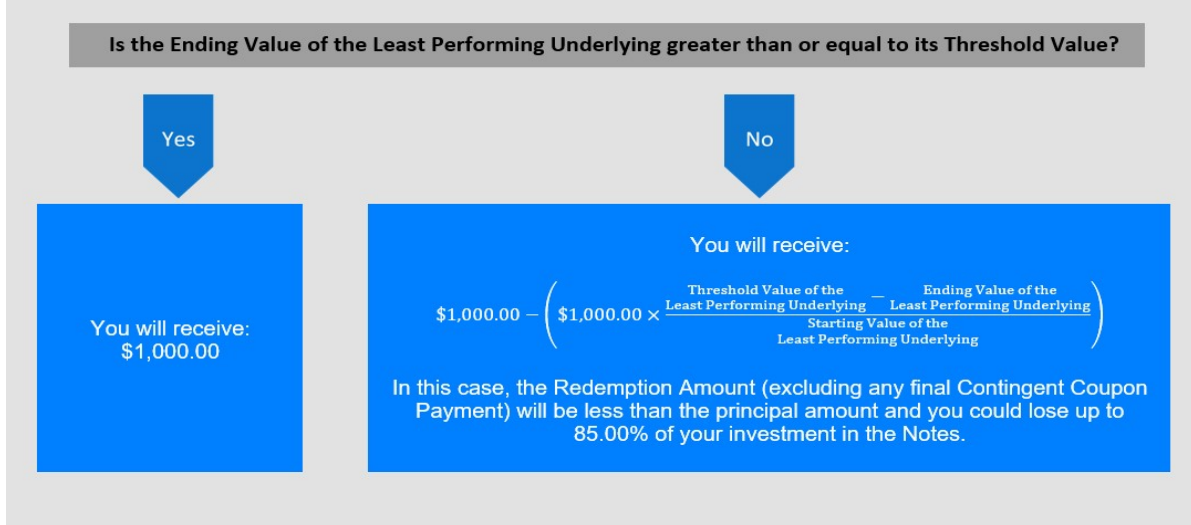 Is the Ending Value of the Least Performing Underlying greater than or equal to its Threshold Value?
Yes
No
You will receive:
$1,000.00
You will receive:
$1,000.00 − ($1,000.00 × (Threshold Value of the Least Performing Underlying − Ending Value of the Least Performing Underlying) / Starting Value of the Least Performing Underlying)
In this case, the Redemption Amount (excluding any final Contingent Coupon
Payment) will be less than the principal amount and you could lose up to
85.00% of your investment in the Notes.